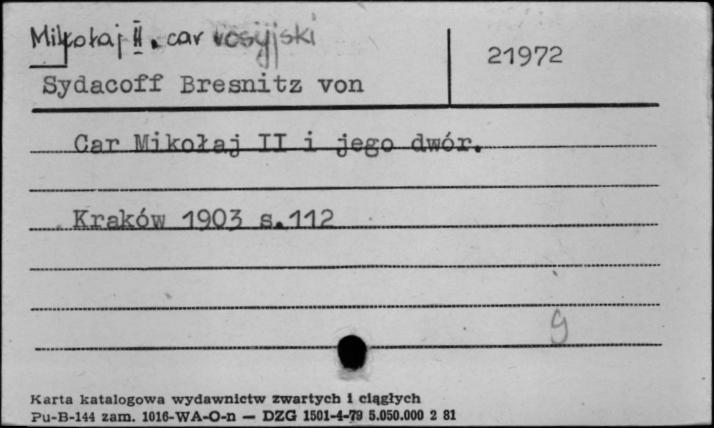 Mikołaj II. car rosyjski
21972
Sydacoff Bresnitz von
Car Mikołaj II i jego dwór.
Kraków 1903 s.112
g
Karta katalogowa wydawnictw zwartych i ciągłych
Pu-B-144 zam. 1016-WA-O-n — DZG 1501-4-79 5.050.000 2 81